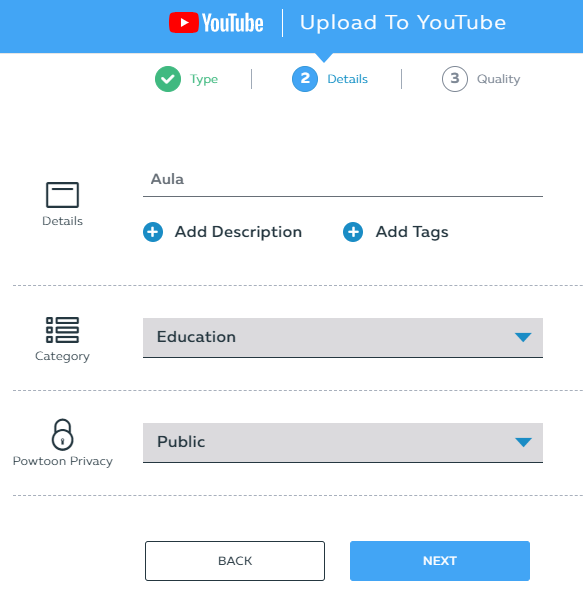 YouTube Upload To YouTube
Type 2 Details 3 Quality
Aula
Details
Add Description Add Tags
Education
Category
Public
Powtoon Privacy
BACK NEXT